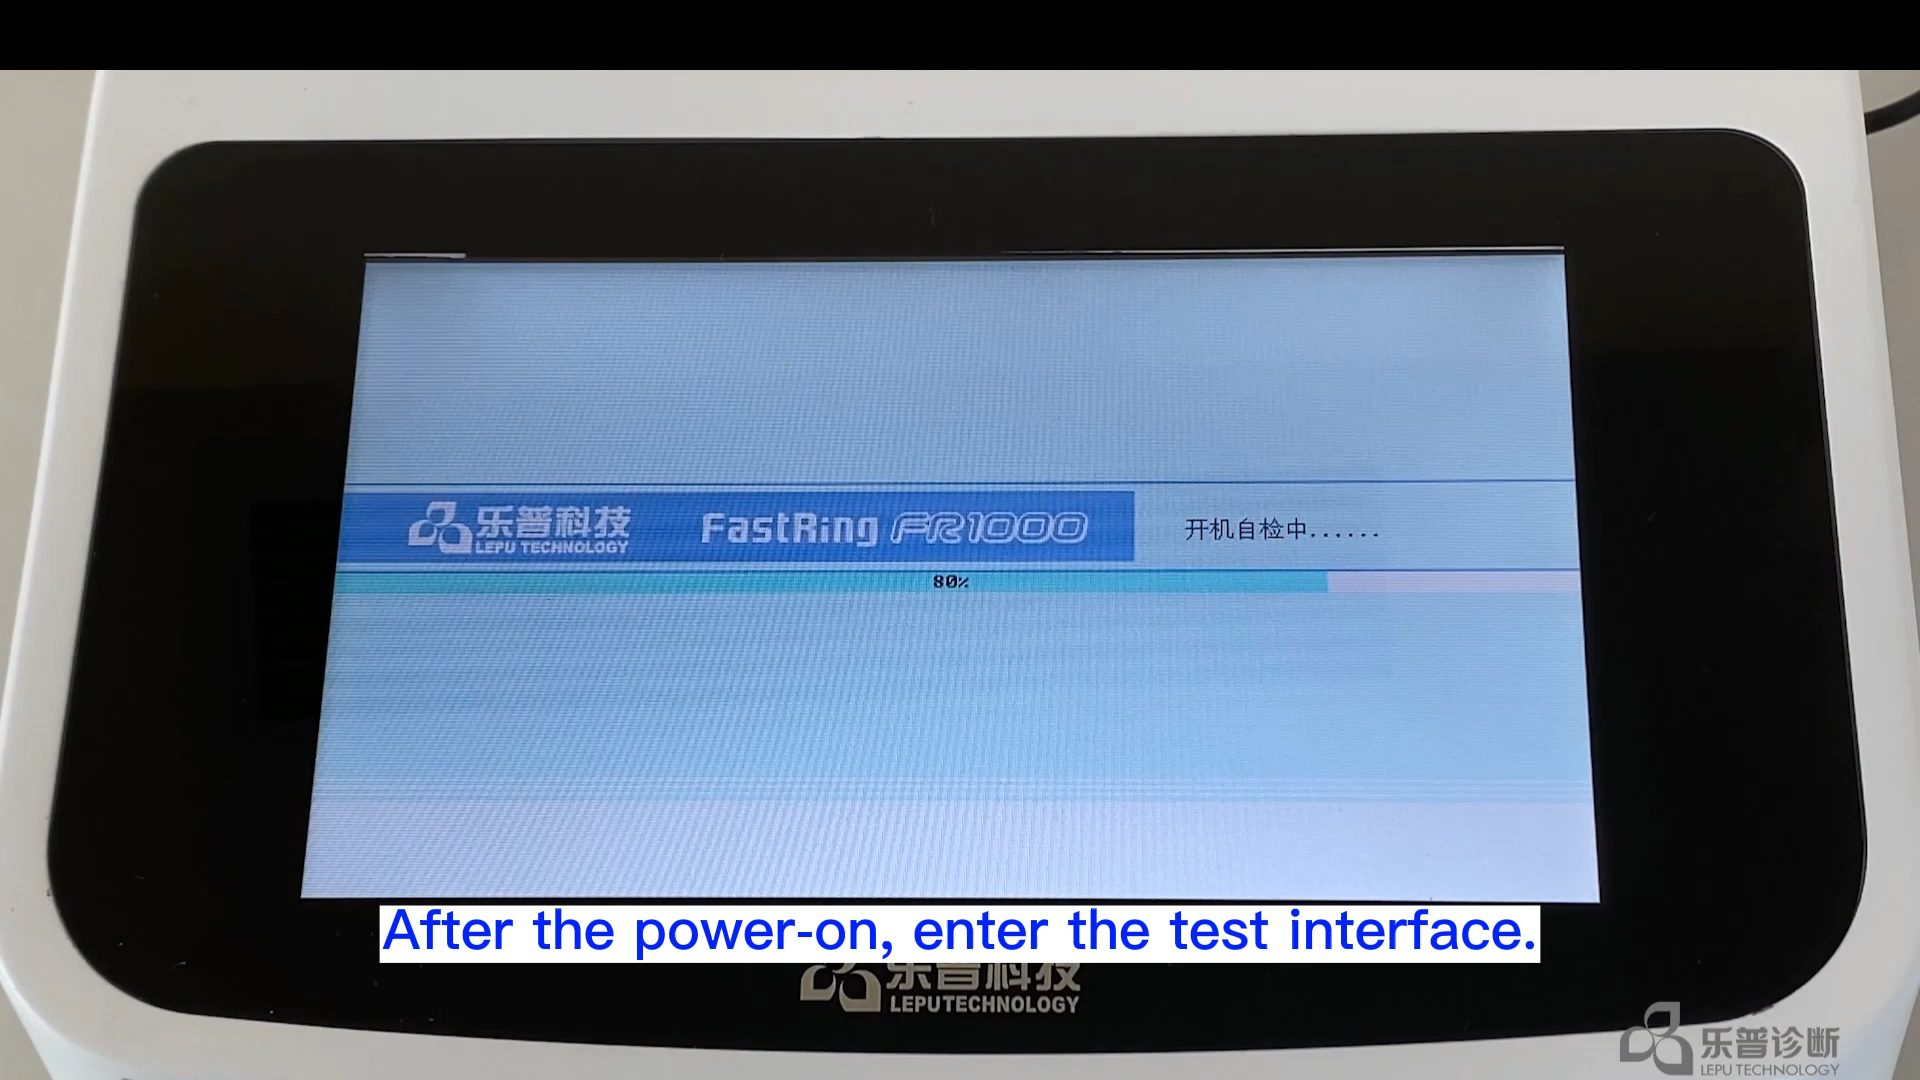 乐普科技
LEPU TECHNOLOGY
FastRing FR1000
开机自检中......
80%
After the power-on, enter the test interface.
乐普科技
LEPUTECHNOLOGY
乐普诊断
LEPU TECHNOLOGY